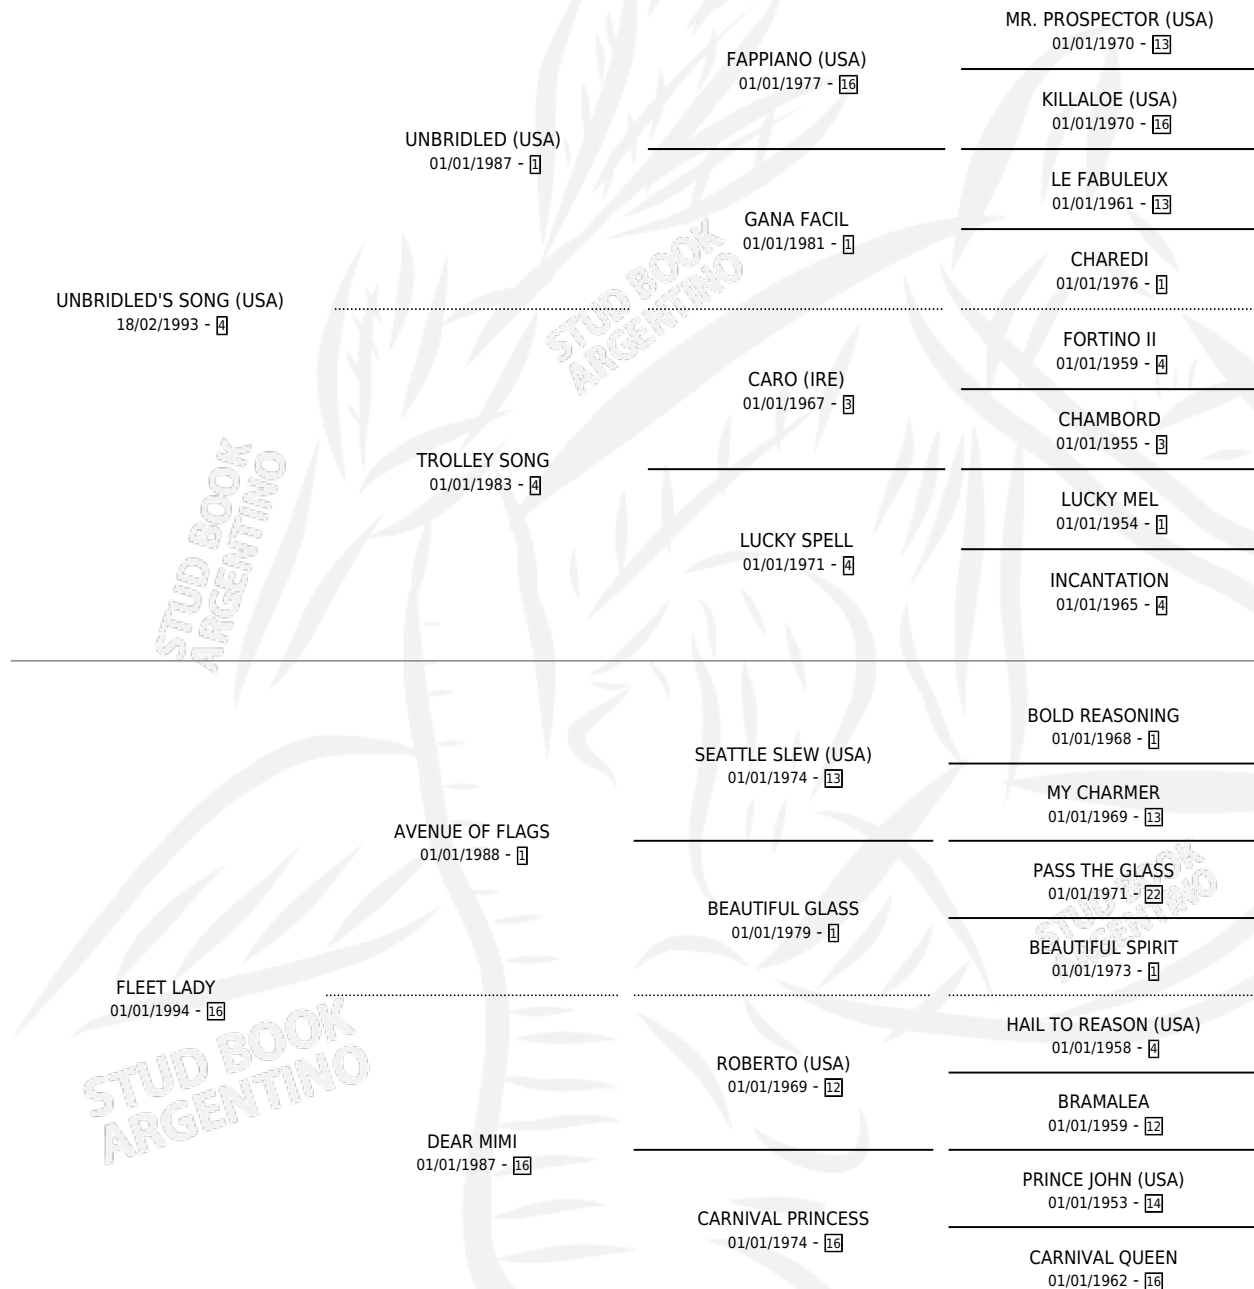 MR. PROSPECTOR (USA)
01/01/1970 - 13
FAPPIANO (USA)
01/01/1977 - 16
KILLALOE (USA)
01/01/1970 - 16
UNBRIDLED (USA)
01/01/1987 - 1
LE FABULEUX
01/01/1961 - 13
GANA FACIL
01/01/1981 - 1
CHAREDI
01/01/1976 - 1
UNBRIDLED'S SONG (USA)
18/02/1993 - 4
STUD BOOK
ARGENTINO
FORTINO II
01/01/1959 - 4
CARO (IRE)
01/01/1967 - 3
CHAMBORD
01/01/1955 - 3
TROLLEY SONG
01/01/1983 - 4
LUCKY MEL
01/01/1954 - 1
LUCKY SPELL
01/01/1971 - 4
INCANTATION
01/01/1965 - 4
STUD BOOK
ARGENTINO
BOLD REASONING
01/01/1968 - 1
SEATTLE SLEW (USA)
01/01/1974 - 13
MY CHARMER
01/01/1969 - 13
AVENUE OF FLAGS
01/01/1988 - 1
PASS THE GLASS
01/01/1971 - 22
BEAUTIFUL GLASS
01/01/1979 - 1
BEAUTIFUL SPIRIT
01/01/1973 - 1
STUD BOOK
ARGENTINO
FLEET LADY
01/01/1994 - 16
STUD BOOK
ARGENTINO
HAIL TO REASON (USA)
01/01/1958 - 4
ROBERTO (USA)
01/01/1969 - 12
BRAMALEA
01/01/1959 - 12
DEAR MIMI
01/01/1987 - 16
PRINCE JOHN (USA)
01/01/1953 - 14
CARNIVAL PRINCESS
01/01/1974 - 16
CARNIVAL QUEEN
01/01/1962 - 16